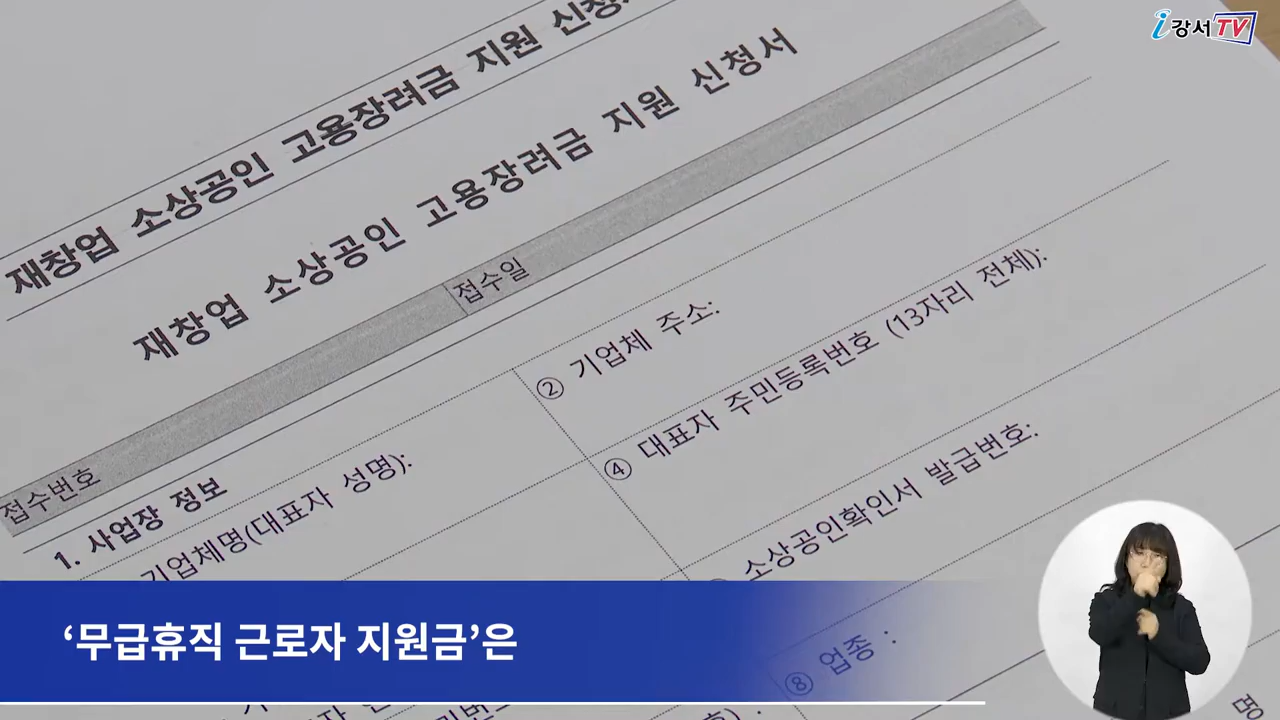 i강서TV
재창업 소상공인 고용장려금 지원 신청서
재창업 소상공인 고용장려금 지원 신청서
접수번호
접수일
1. 사업장 정보
기업체명(대표자 성명):
② 기업체 주소:
④ 대표자 주민등록번호 (13자리 전체):
소상공인확인서 발급번호:
⑧ 업종 :
명
‘무급휴직 근로자 지원금’은